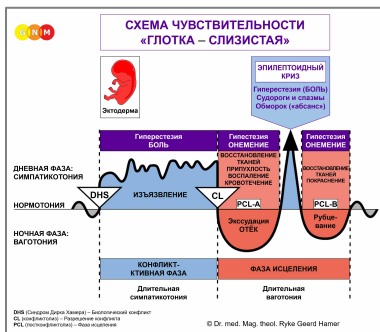 GNM
СХЕМА ЧУВСТВИТЕЛЬНОСТИ
«ГЛОТКА – СЛИЗИСТАЯ»
Эктодерма
ЭПИЛЕПТОИДНЫЙ
КРИЗ
Гиперестезия (БОЛЬ)
Судороги и спазмы
Обморок («абсанс»)
Гиперестезия
БОЛЬ
Гипоестезия
ОНЕМЕНИЕ
Гипоестезия
ОНЕМЕНИЕ
ДНЕВНАЯ ФАЗА:
СИМПАТИКОТОНИЯ
ВОССТАНОВЛЕНИЕ
ТКАНЕЙ
ПРИПУХЛОСТЬ
ВОСПАЛЕНИЕ
КРОВОТЕЧЕНИЕ
ВОССТАНОВЛЕНИЕ
ТКАНЕЙ
ПОКРАСНЕНИЕ
ИЗЪЯЗВЛЕНИЕ
DHS
CL
НОРМОТОНИЯ
PCL-A
PCL-B
НОЧНАЯ ФАЗА:
ВАГОТОНИЯ
Экссудация
ОТЁК
Рубце-
вание
КОНФЛИКТ-
КТИВНАЯ ФАЗА
ФАЗА ИСЦЕЛЕНИЯ
Длительная
симпатикотония
Длительная
ваготония
DHS (Синдром Дирка Хамера) – Биологический конфликт
CL (конфликтолиз) – Разрешение конфликта
PCL (постконфликтолиз) – Фаза исцеления
© Dr. med. Mag. theol. Ryke Geerd Hamer